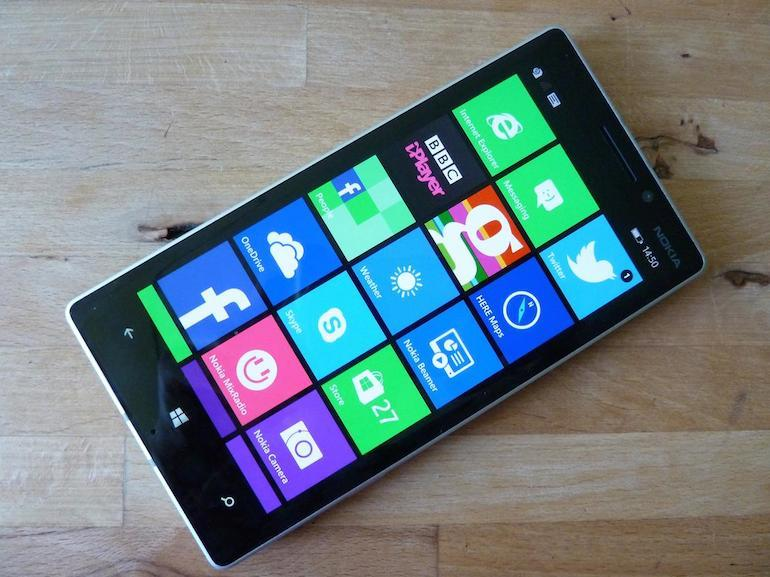 NOKIA
14:50
Internet Explorer
Messaging
Twitter
1
BBC
iPlayer
g
HERE Maps
f
People
Weather
Nokia Beamer
OneDrive
Skype
Store
27
f
Nokia MixRadio
Nokia Camera